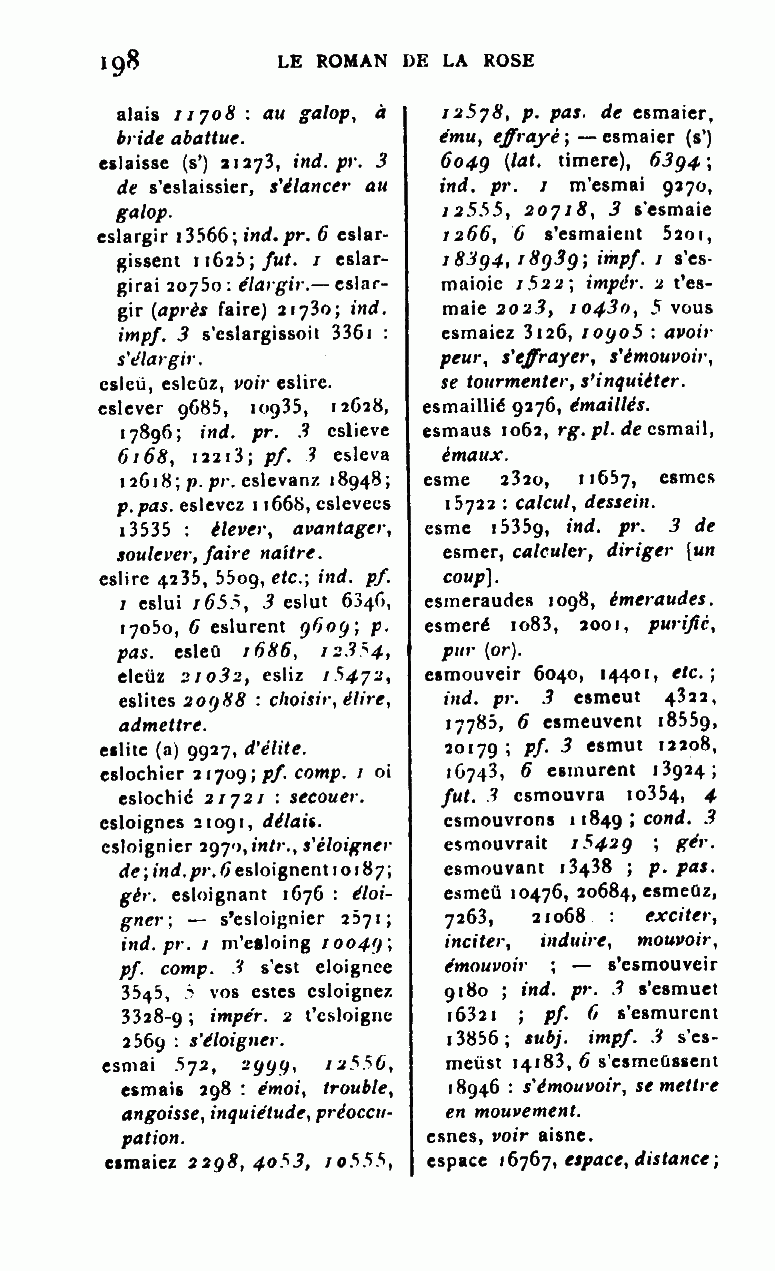 198 LE ROMAN DE LA ROSE
alais 11708 : au galop, à
bride abattue.
eslaisse (s') 21273, ind. pr. 3
de s'eslaissier, s'élancer au
galop.
eslargir 13566 ; ind. pr. 6 eslar-
gissent 11625 ; fut. 1 eslar-
girai 20750 : élargir. — eslar-
gir (après faire) 21730 ; ind.
impf. 3 s'eslargissoit 3361 :
s'élargir.
esleü, esleüz, voir eslire.
eslever 9685, 10935, 12628,
17896 ; ind. pr. 3 eslieve
6168, 12213 ; pf. 3 esleva
12618 ; p. pr. eslevanz 18948 ;
p. pas. eslevez 11668, eslevees
13535 : élever, avantager,
soulever, faire naître.
eslire 4235, 5509, etc. ; ind. pf.
1 eslui 1655, 3 eslut 6346,
17050, 6 eslurent 9609 ; p.
pas. esleü 1686, 12354,
eleüz 21032, esliz 15472,
eslites 20988 : choisir, élire,
admettre.
eslite (a) 9927, d'élite.
eslochier 21709 ; pf. comp. 1 oi
eslochié 21721 : secouer.
esloignes 21091, délais.
esloignier 2970, intr., s'éloigner
de ; ind. pr. 6 esloignent 10187 ;
gér. esloignant 1676 : éloi-
gner ; — s'esloignier 2571 ;
ind. pr. 1 m'esloing 10049 ;
pf. comp. 3 s'est eloignee
3545, 5 vos estes esloignez
3328-9 ; impér. 2 t'esloigne
2569 : s'éloigner.
esmai 572, 2999, 12556,
esmais 298 : émoi, trouble,
angoisse, inquiétude, préoccu-
pation.
esmaiez 2298, 4053, 10555,
12578, p. pas. de esmaier,
ému, effrayé ; — esmaier (s')
6049 (lat. timere), 6394 ;
ind. pr. 1 m'esmai 9270,
12555, 20718, 3 s'esmaie
1266, 6 s'esmaient 5201,
18394, 18939 ; impf. 1 s'es-
maioie 1522 ; impér. 2 t'es-
maie 2023, 10430, 5 vous
esmaiez 3126, 10905 : avoir
peur, s'effrayer, s'émouvoir,
se tourmenter, s'inquiéter.
esmaillié 9276, émaillés.
esmaus 1062, rg. pl. de esmail,
émaux.
esme 2320, 11657, esmes
15722 : calcul, dessein.
esme 15359, ind. pr. 3 de
esmer, calculer, diriger [un
coup].
esmeraudes 1098, émeraudes.
esmeré 1083, 2001, purifié,
pur (or).
esmouveir 6040, 14401, etc. ;
ind. pr. 3 esmeut 4322,
17785, 6 esmeuvent 18559,
20179 ; pf. 3 esmut 12208,
16743, 6 esmurent 13924 ;
fut. 3 esmouvra 10354, 4
esmouvrons 11849 ; cond. 3
esmouvrait 15429 ; gér.
esmouvant 13438 ; p. pas.
esmeü 10476, 20684, esmeüz,
7263, 21068 : exciter,
inciter, induire, mouvoir,
émouvoir ; — s'esmouveir
9180 ; ind. pr. 3 s'esmuet
16321 ; pf. 6 s'esmurent
13856 ; subj. impf. 3 s'es-
meüst 14183, 6 s'esmeüssent
18946 : s'émouvoir, se mettre
en mouvement.
esnes, voir aisne.
espace 16767, espace, distance ;